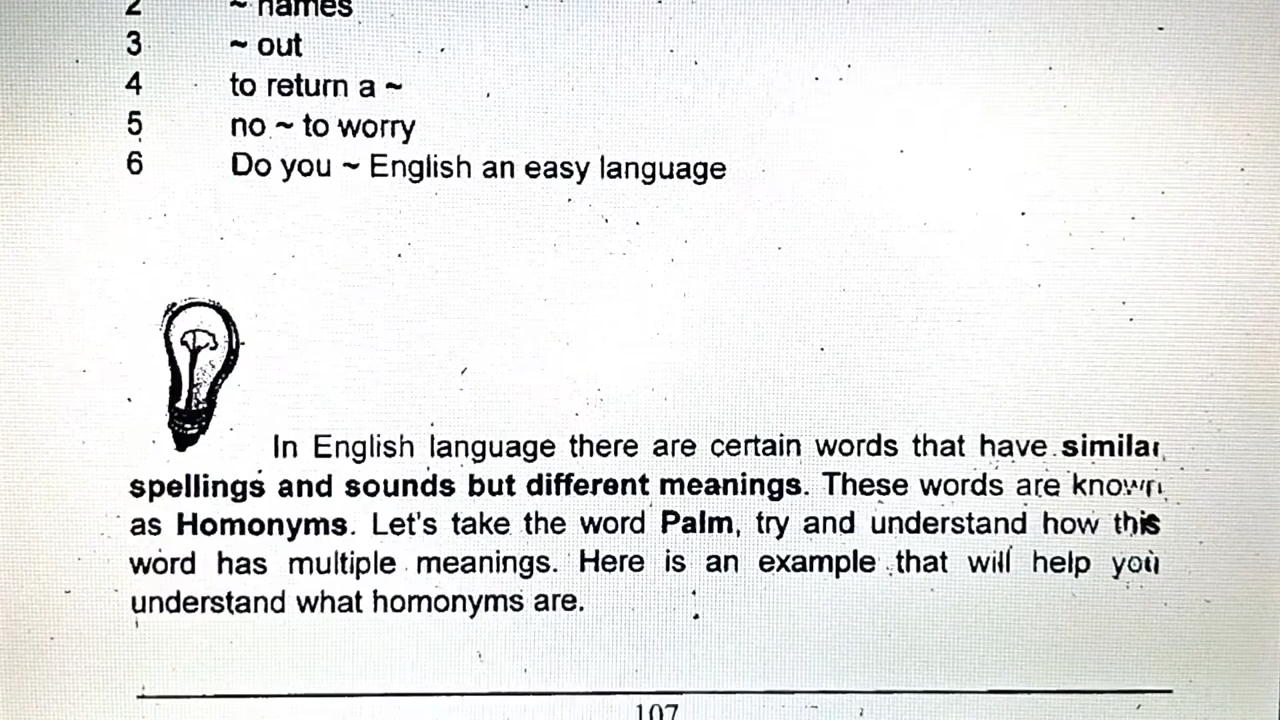 2 ~ names
3 ~ out
4 to return a ~
5 no ~ to worry
6 Do you ~ English an easy language
In English language there are certain words that have similar
spellings and sounds but different meanings. These words are known
as Homonyms. Let's take the word Palm, try and understand how this
word has multiple meanings. Here is an example that will help you
understand what homonyms are.
107